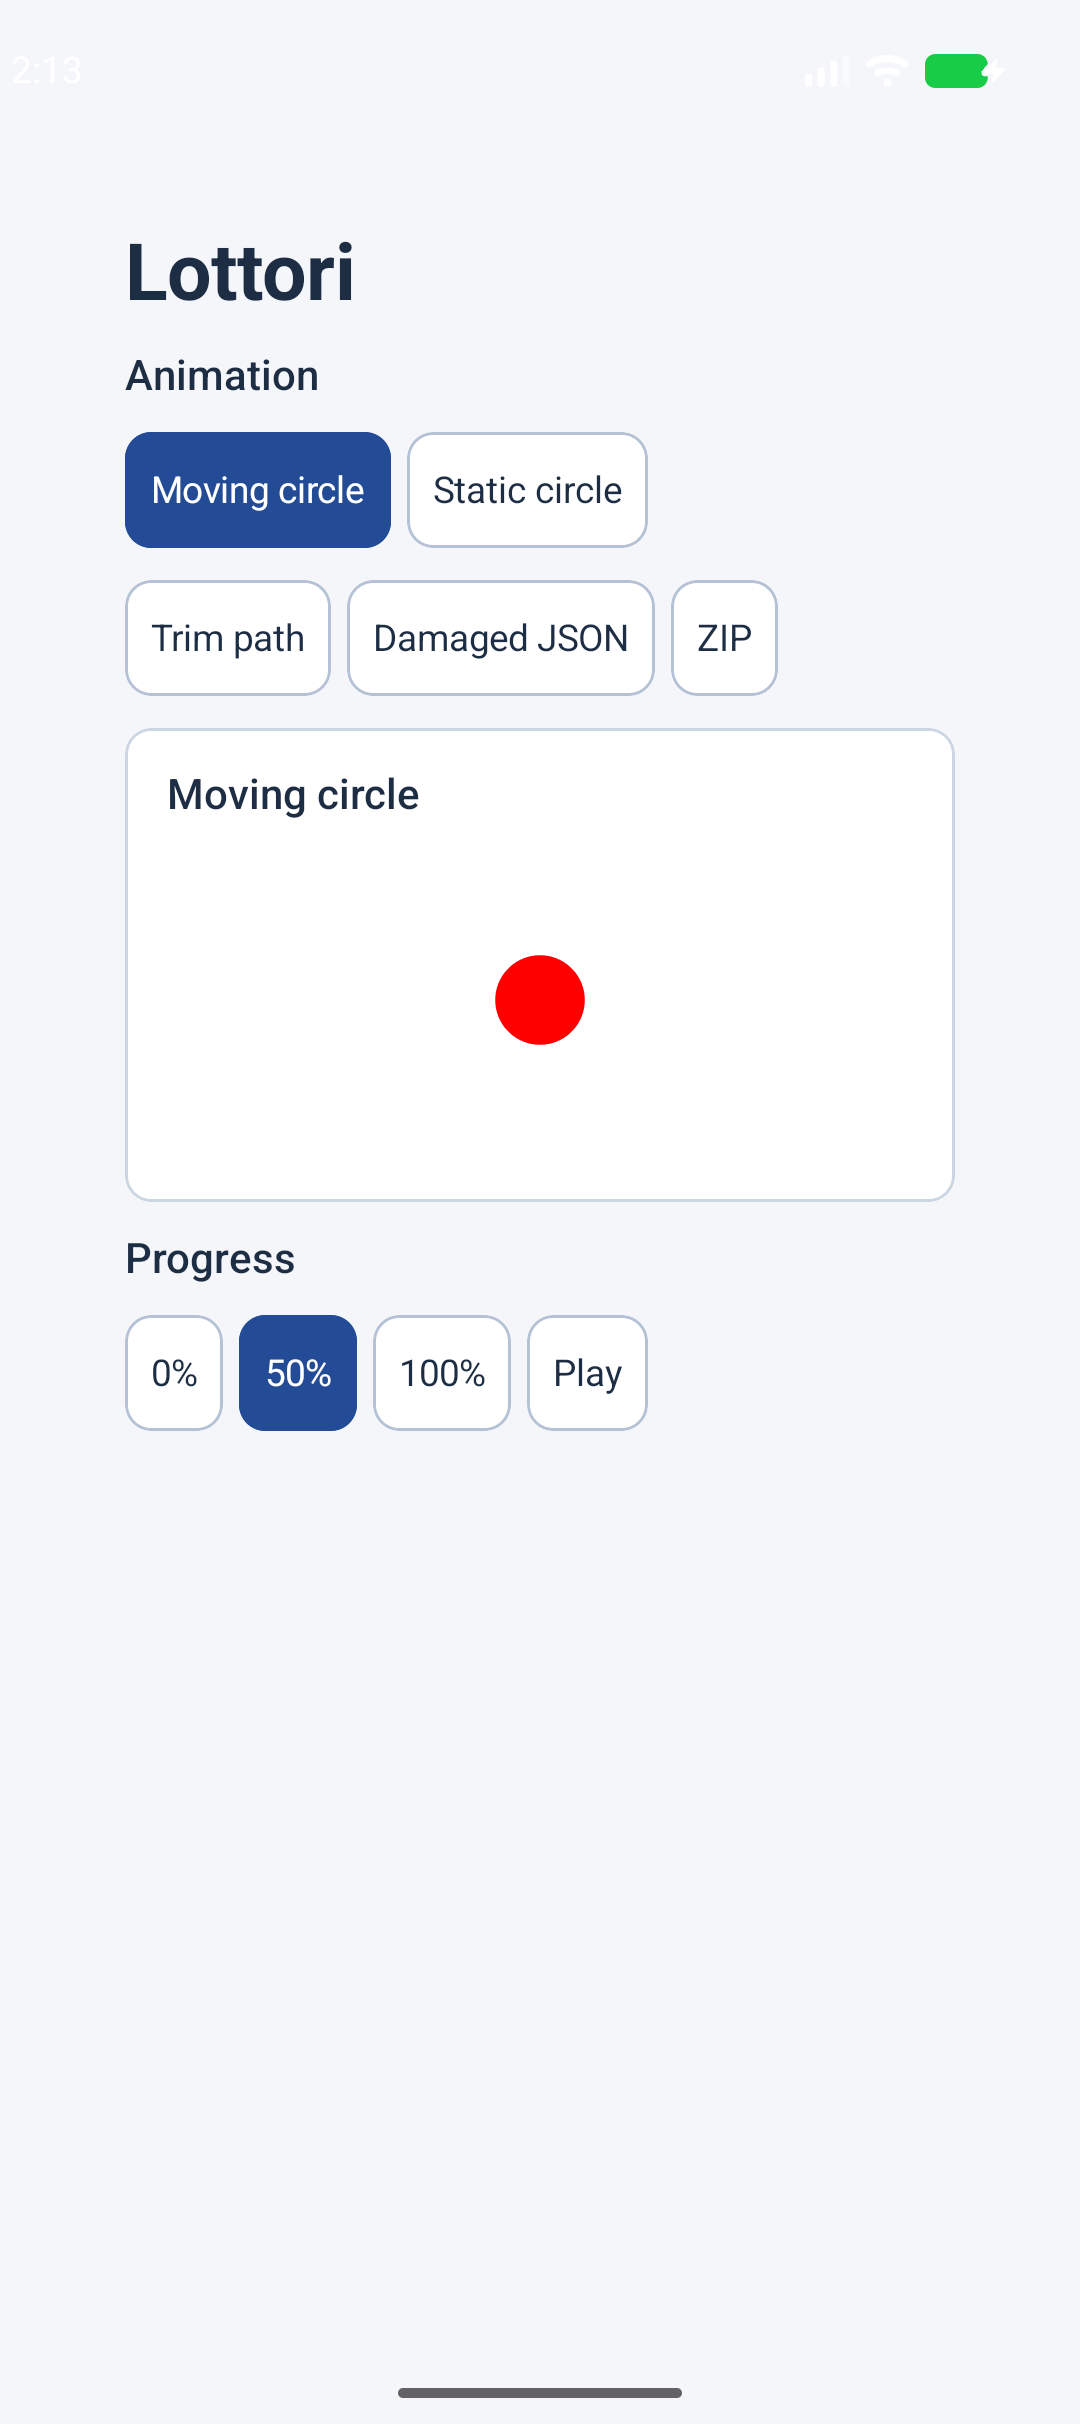 2:13
Lottori
Animation
Moving circle
Static circle
Trim path
Damaged JSON
ZIP
Moving circle
Progress
0%
50%
100%
Play